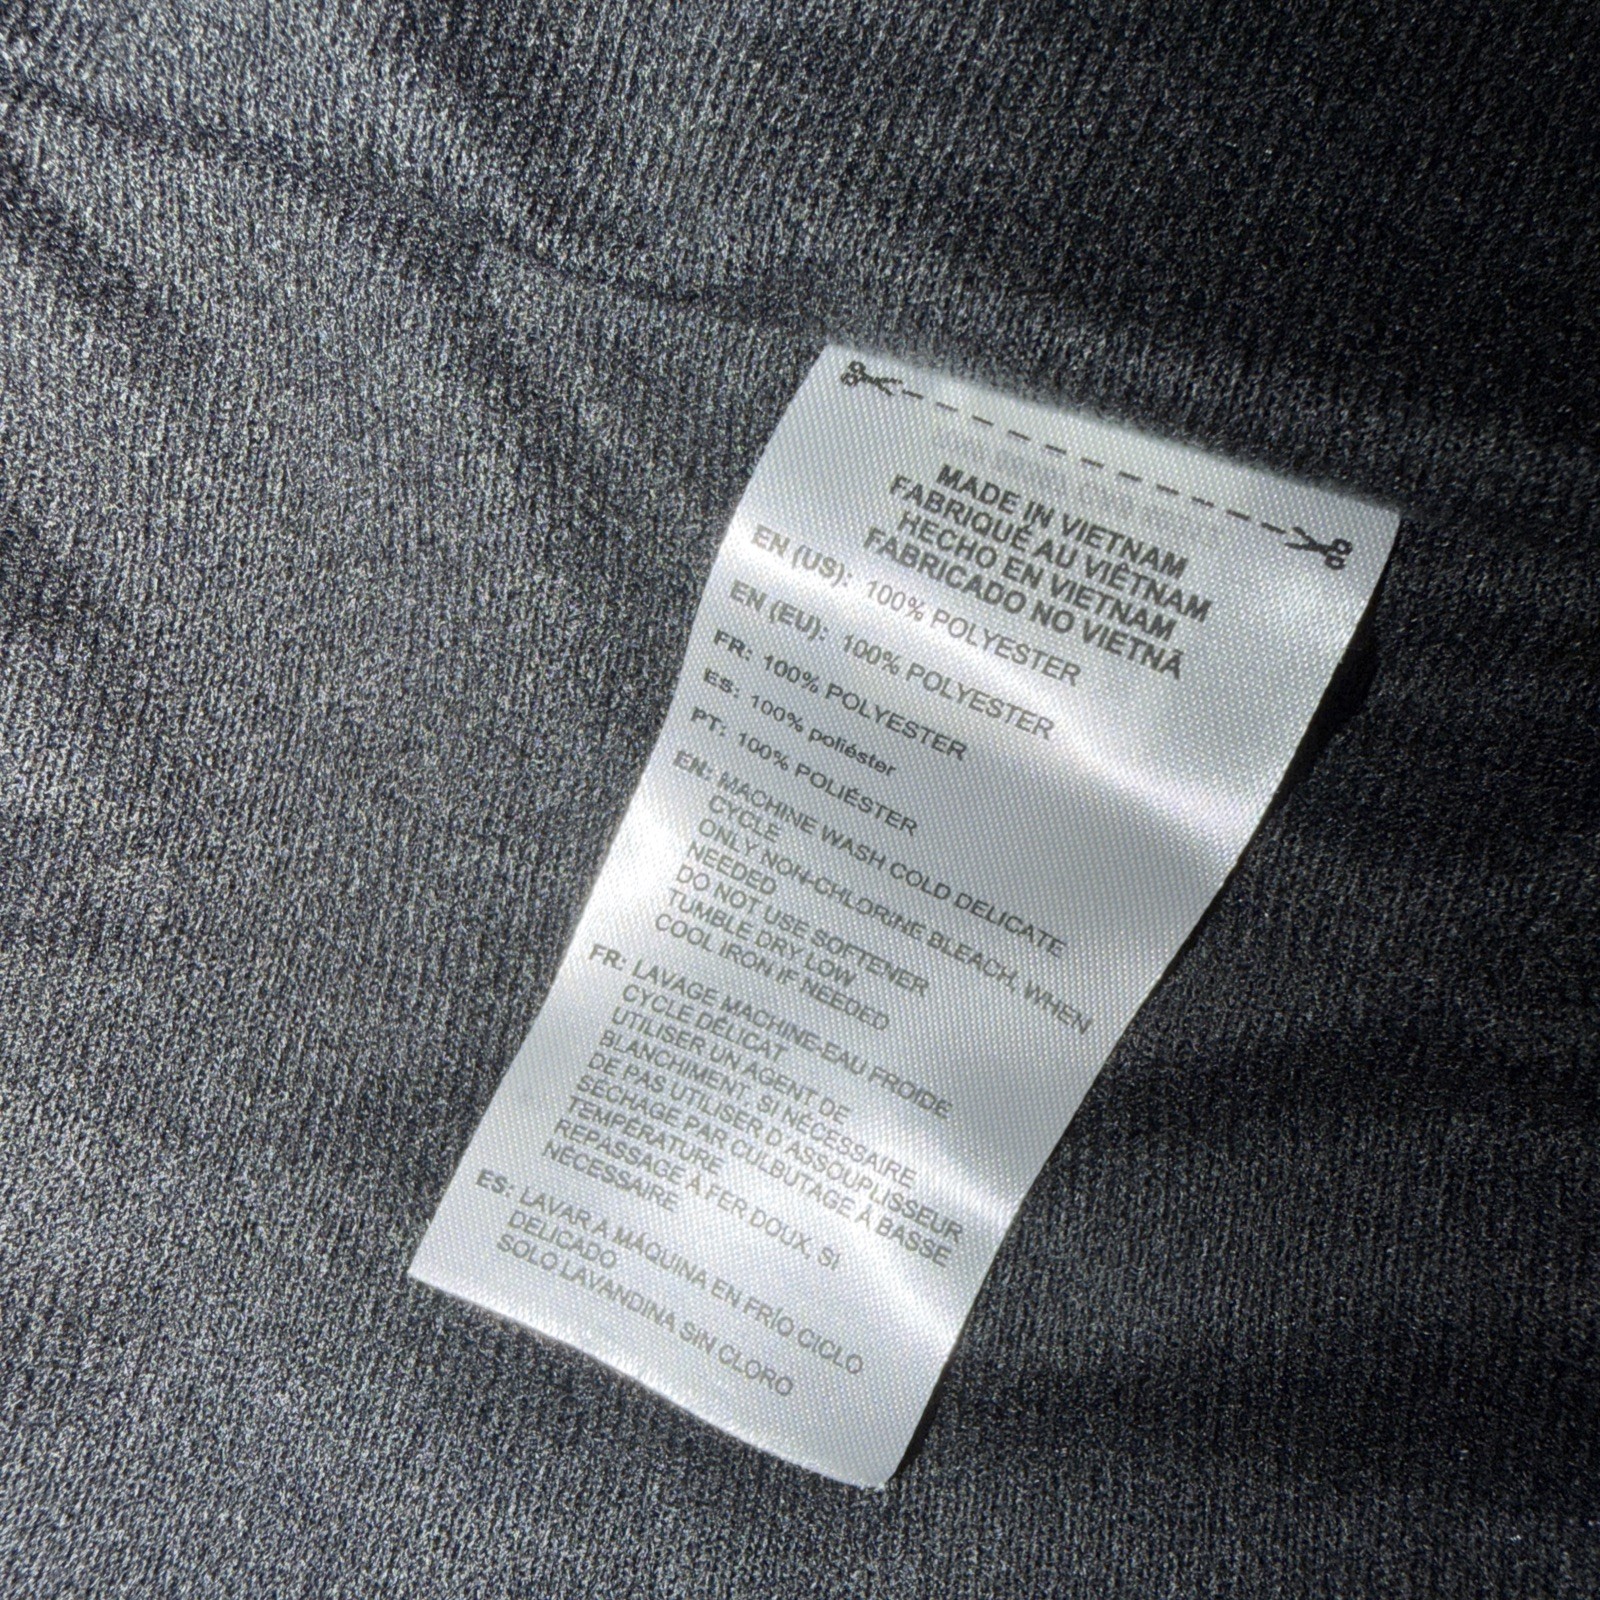 MADE IN VIETNAM
FABRIQUÉ AU VIÊTNAM
HECHO EN VIETNAM
FABRICADO NO VIETNÃ
EN (US): 100% POLYESTER
EN (EU): 100% POLYESTER
FR: 100% POLYESTER
ES: 100% poliéster
PT: 100% POLIÉSTER
EN: MACHINE WASH COLD DELICATE
CYCLE
ONLY NON-CHLORINE BLEACH, WHEN
NEEDED
DO NOT USE SOFTENER
TUMBLE DRY LOW
COOL IRON IF NEEDED
FR: LAVAGE MACHINE-EAU FROIDE
CYCLE DÉLICAT
UTILISER UN AGENT DE
BLANCHIMENT, SI NÉCESSAIRE
DE PAS UTILISER D ASSOUPLISSEUR
SÉCHAGE PAR CULBUTAGE À BASSE
TEMPÉRATURE
REPASSAGE À FER DOUX, SI
NÉCESSAIRE
ES: LAVAR A MÁQUINA EN FRÍO CICLO
DELICADO
SOLO LAVANDINA SIN CLORO